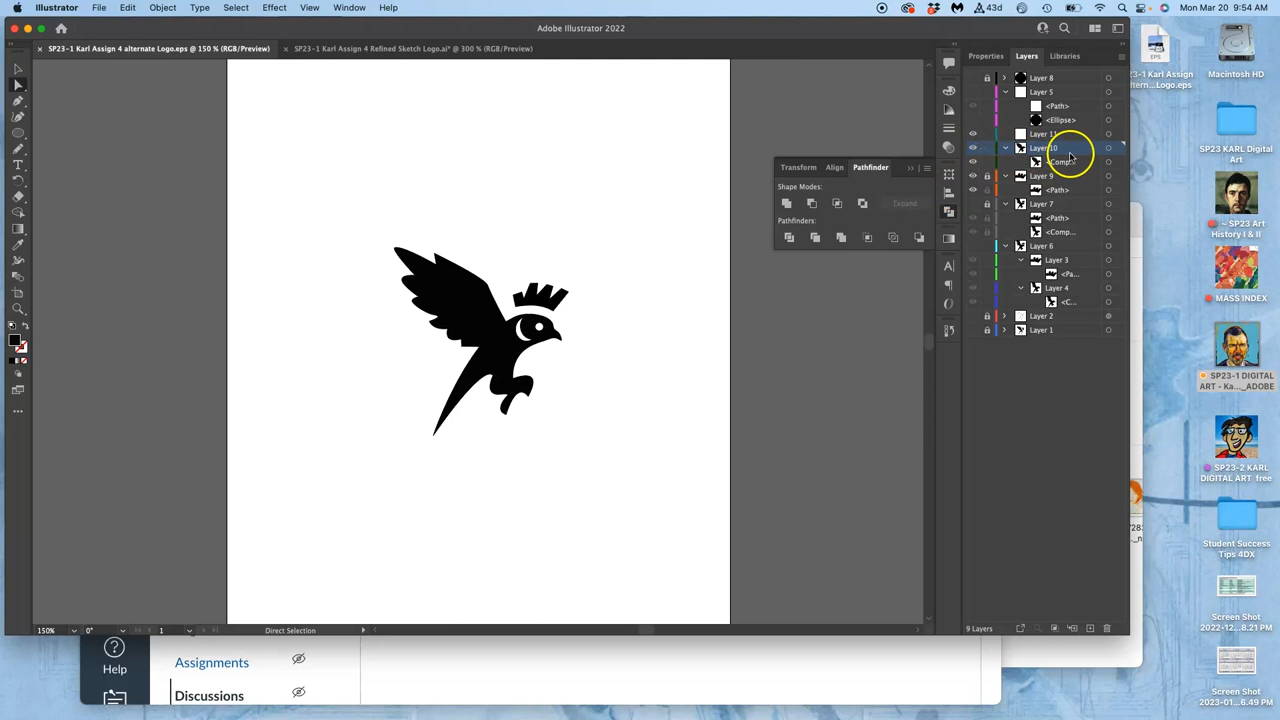 Illustrator File Edit Object Type Select Effect View Window Help
43d
Mon Mar 20 9:54 AM
Adobe Illustrator 2022
SP23-1 Karl Assign 4 alternate Logo.eps @ 150 % (RGB/Preview)
SP23-1 Karl Assign 4 Refined Sketch Logo.ai* @ 300 % (RGB/Preview)
Properties Layers Libraries
Layer 8
Layer 5
<Path>
<Ellipse>
Layer 11
Layer 10
<Comp...
Layer 9
<Path>
Layer 7
<Path>
<Comp...
Layer 6
Layer 3
<Pa...
Layer 4
<C...
Layer 2
Layer 1
9 Layers
Transform Align Pathfinder
Shape Modes:
Expand
Pathfinders:
150% 0° 1 Direct Selection
Help
Assignments
Discussions
EPS
23-1 Karl Assign
Logo.eps
Macintosh HD
SP23 KARL Digital
Art
~ SP23 Art
History I & II
MASS INDEX
SP23-1 DIGITAL
ART - Ka..._ADOBE
SP23-2 KARL
DIGITAL ART free
Student Success
Tips 4DX
Screen Shot
2022-12...8.21 PM
Screen Shot
2023-01...6.49 PM